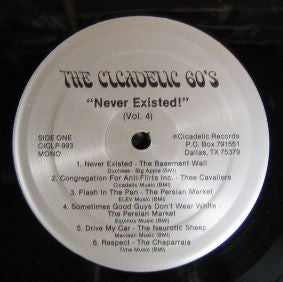 THE CICADELIC 60'S
"Never Existed!"
(Vol. 4)
SIDE ONE
CICLP-993
MONO
℗Cicadelic Records
P.O. Box 791551
Dallas, TX 75379
1. Never Existed - The Basement Wall
Ductmee - Big Apple (BMI)
2. Congregation For Anti-Flirts Inc. - Thee Cavaliers
Cicadelic Music (BMI)
3. Flash In The Pan - The Persian Market
ELEV Music (BMI)
4. Sometimes Good Guys Don't Wear White -
The Persian Market
Equinox Music (BMI)
5. Drive My Car - The Neurotic Sheep
Maclean Music (BMI)
6. Respect - The Chaparrals
Time Music (BMI)